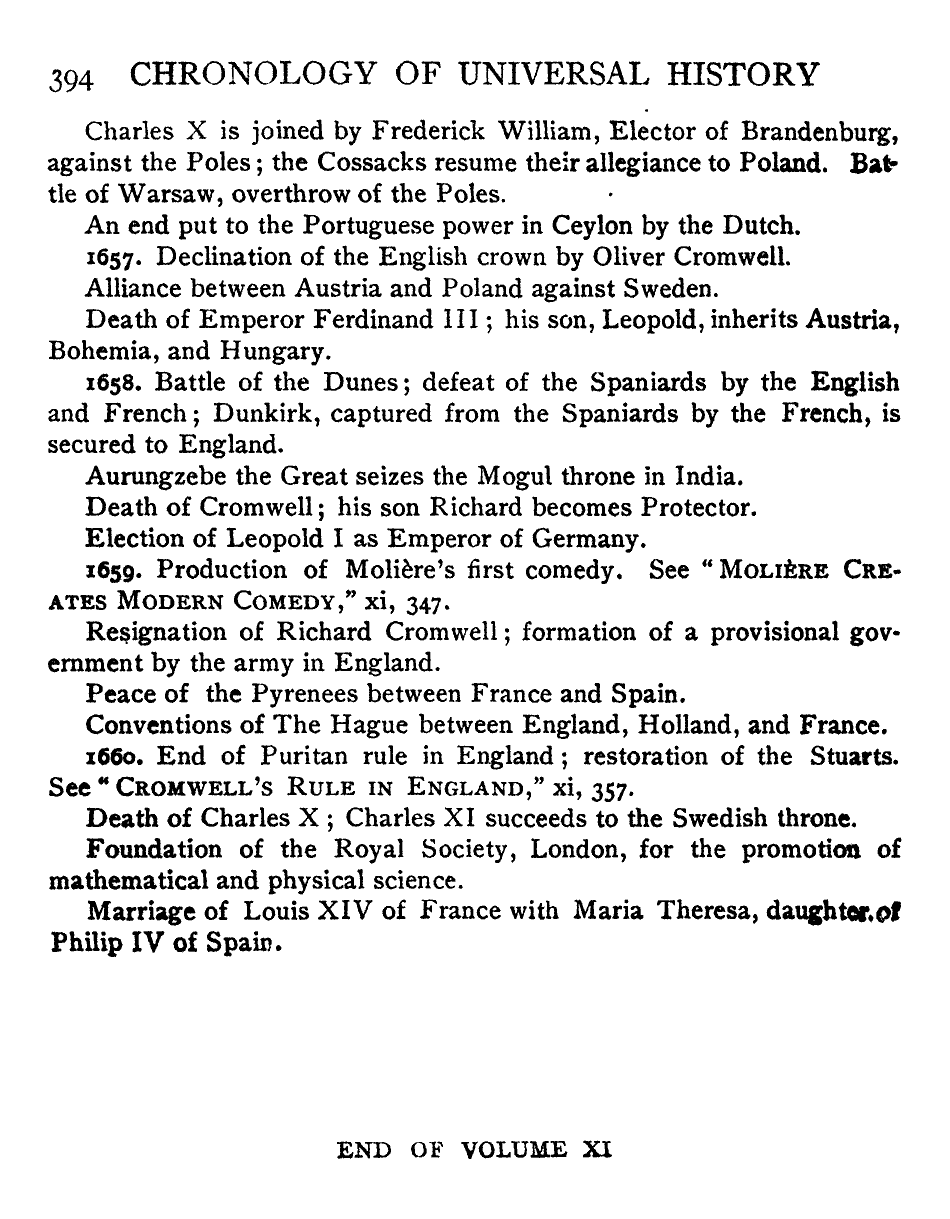 394 CHRONOLOGY OF UNIVERSAL HISTORY
Charles X is joined by Frederick William, Elector of Brandenburg,
against the Poles; the Cossacks resume their allegiance to Poland. Bat-
tle of Warsaw, overthrow of the Poles.
An end put to the Portuguese power in Ceylon by the Dutch.
1657. Declination of the English crown by Oliver Cromwell.
Alliance between Austria and Poland against Sweden.
Death of Emperor Ferdinand III; his son, Leopold, inherits Austria,
Bohemia, and Hungary.
1658. Battle of the Dunes; defeat of the Spaniards by the English
and French; Dunkirk, captured from the Spaniards by the French, is
secured to England.
Aurungzebe the Great seizes the Mogul throne in India.
Death of Cromwell; his son Richard becomes Protector.
Election of Leopold I as Emperor of Germany.
1659. Production of Molière's first comedy. See "MOLIÈRE CRE-
ATES MODERN COMEDY," xi, 347.
Resignation of Richard Cromwell; formation of a provisional gov-
ernment by the army in England.
Peace of the Pyrenees between France and Spain.
Conventions of The Hague between England, Holland, and France.
1660. End of Puritan rule in England; restoration of the Stuarts.
See "CROMWELL'S RULE IN ENGLAND," xi, 357.
Death of Charles X; Charles XI succeeds to the Swedish throne.
Foundation of the Royal Society, London, for the promotion of
mathematical and physical science.
Marriage of Louis XIV of France with Maria Theresa, daughter of
Philip IV of Spain.
END OF VOLUME XI